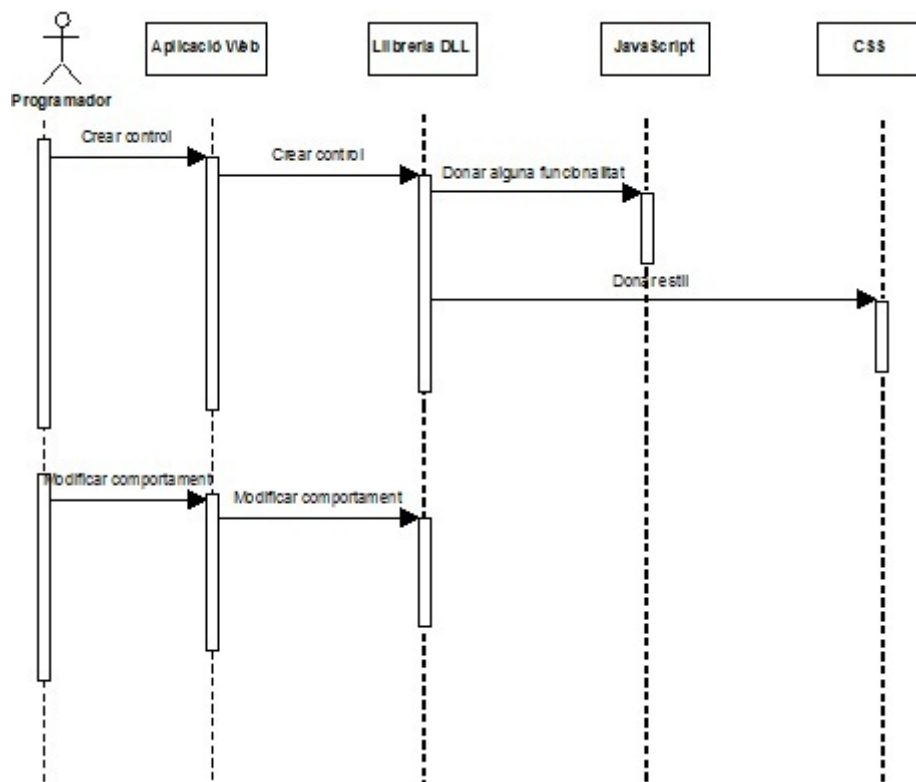 Aplicació Web
Llibreria DLL
JavaScript
CSS
Programador
Crear control
Crear control
Donar alguna funcionalitat
Donar estil
Modificar comportament
Modificar comportament